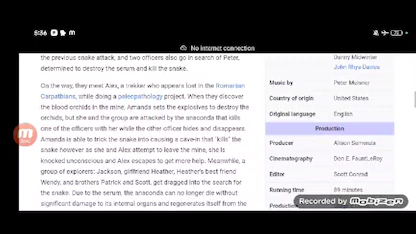 5:36
No internet connection
the previous snake attack, and two officers also go in search of Peter,
determined to destroy the serum and kill the snake.
On the way, they meet Alex, a trekker who appears lost in the Romanian
Carpathians, while doing a paleopathology project. When they discover
the blood orchids in the mine. Amanda sets the explosives to destroy the
orchids, but she and the group are attacked by the anaconda that kills
one of the officers with her while the other officer hides and disappears.
Amanda is able to trick the snake into causing a cave-in that "kills" the
snake however as she and Alex attempt to leave the mine, she is
knocked unconscious and Alex escapes to get more help. Meanwhile, a
group of explorers: Jackson, girlfriend Heather, Heather's best friend
Wendy, and brothers Patrick and Scott, get dragged into the search for
the snake. Due to the serum, the anaconda can no longer die without
significant damage to its internal organs and regenerates itself from the
Danny Midwinter
John Rhys-Davies
Music by Peter Meisner
Country of origin United States
Original language English
Production
Producer Alison Semenza
Cinematography Don E. FauntLeRoy
Editor Scott Conrad
Running time 89 minutes
Recorded by mobizen